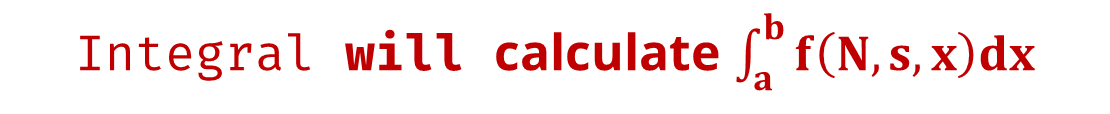 Integral will calculate ∫ₐᵇ f(N, s, x)dx